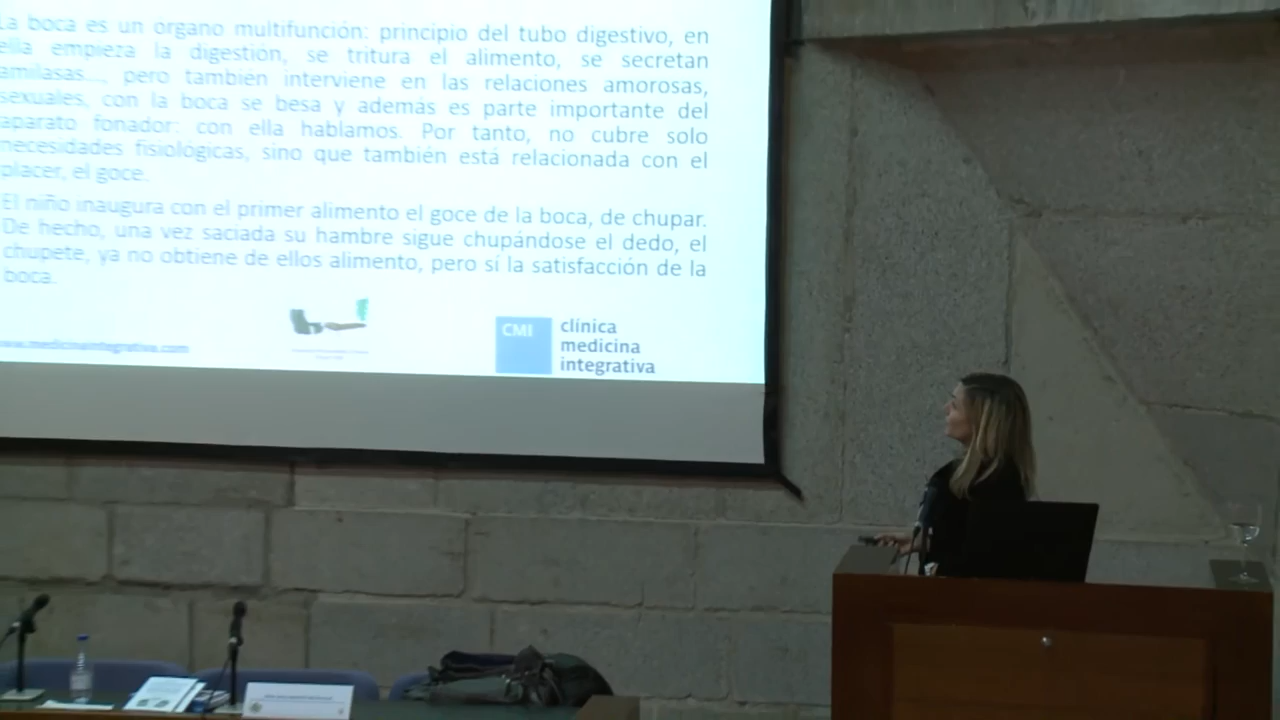 La boca es un organo multifunción: principio del tubo digestivo, en
ella empieza la digestión, se tritura el alimento, se secretan
amilasas..., pero tambien interviene en las relaciones amorosas,
sexuales, con la boca se besa y además es parte importante del
aparato fonador: con ella hablamos. Por tanto, no cubre solo
necesidades fisiológicas, sino que también está relacionada con el
placer, el goce.
El niño inaugura con el primer alimento el goce de la boca, de chupar.
De hecho, una vez saciada su hambre sigue chupándose el dedo, el
chupete, ya no obtiene de ellos alimento, pero sí la satisfacción de la
boca.
www.medicinaintegrativa.com
CMI
clínica
medicina
integrativa